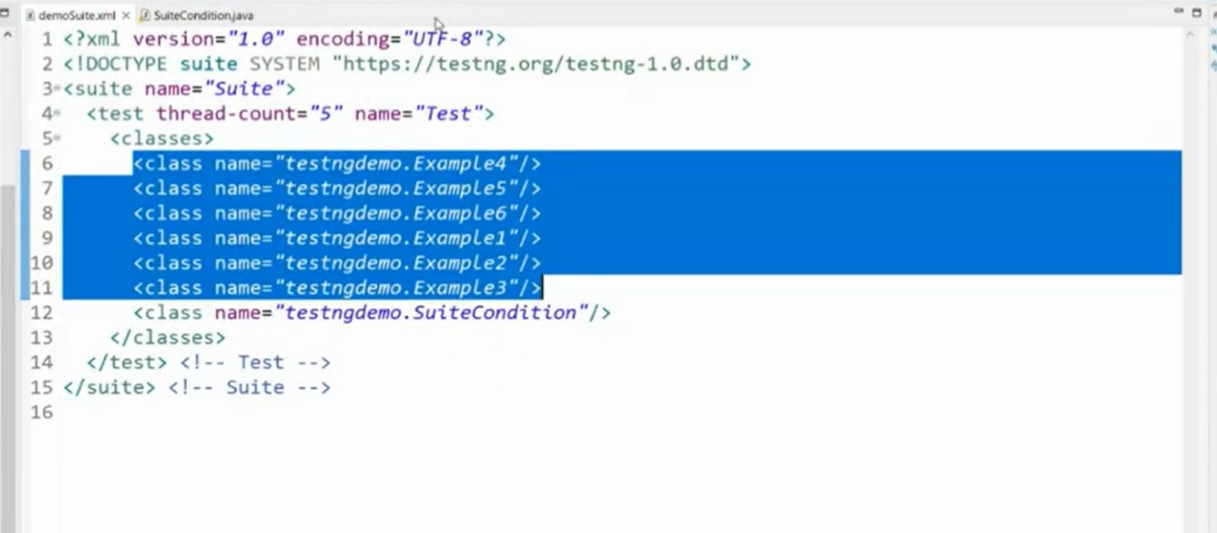 demoSuite.xml SuiteCondition.java
1 <?xml version="1.0" encoding="UTF-8"?>
2 <!DOCTYPE suite SYSTEM "https://testng.org/testng-1.0.dtd">
3 <suite name="Suite">
4 <test thread-count="5" name="Test">
5 <classes>
6 <class name="testngdemo.Example4"/>
7 <class name="testngdemo.Example5"/>
8 <class name="testngdemo.Example6"/>
9 <class name="testngdemo.Example1"/>
10 <class name="testngdemo.Example2"/>
11 <class name="testngdemo.Example3"/>
12 <class name="testngdemo.SuiteCondition"/>
13 </classes>
14 </test> <!-- Test -->
15 </suite> <!-- Suite -->
16